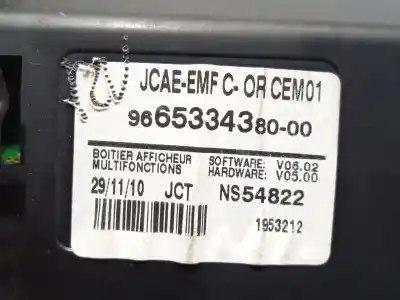 JCAE-EMF C- OR CEM01
9665334380-00
BOITIER AFFICHEUR SOFTWARE: V06.02
MULTIFONCTIONS HARDWARE: V05.00
29/11/10 JCT NS54822
1953212